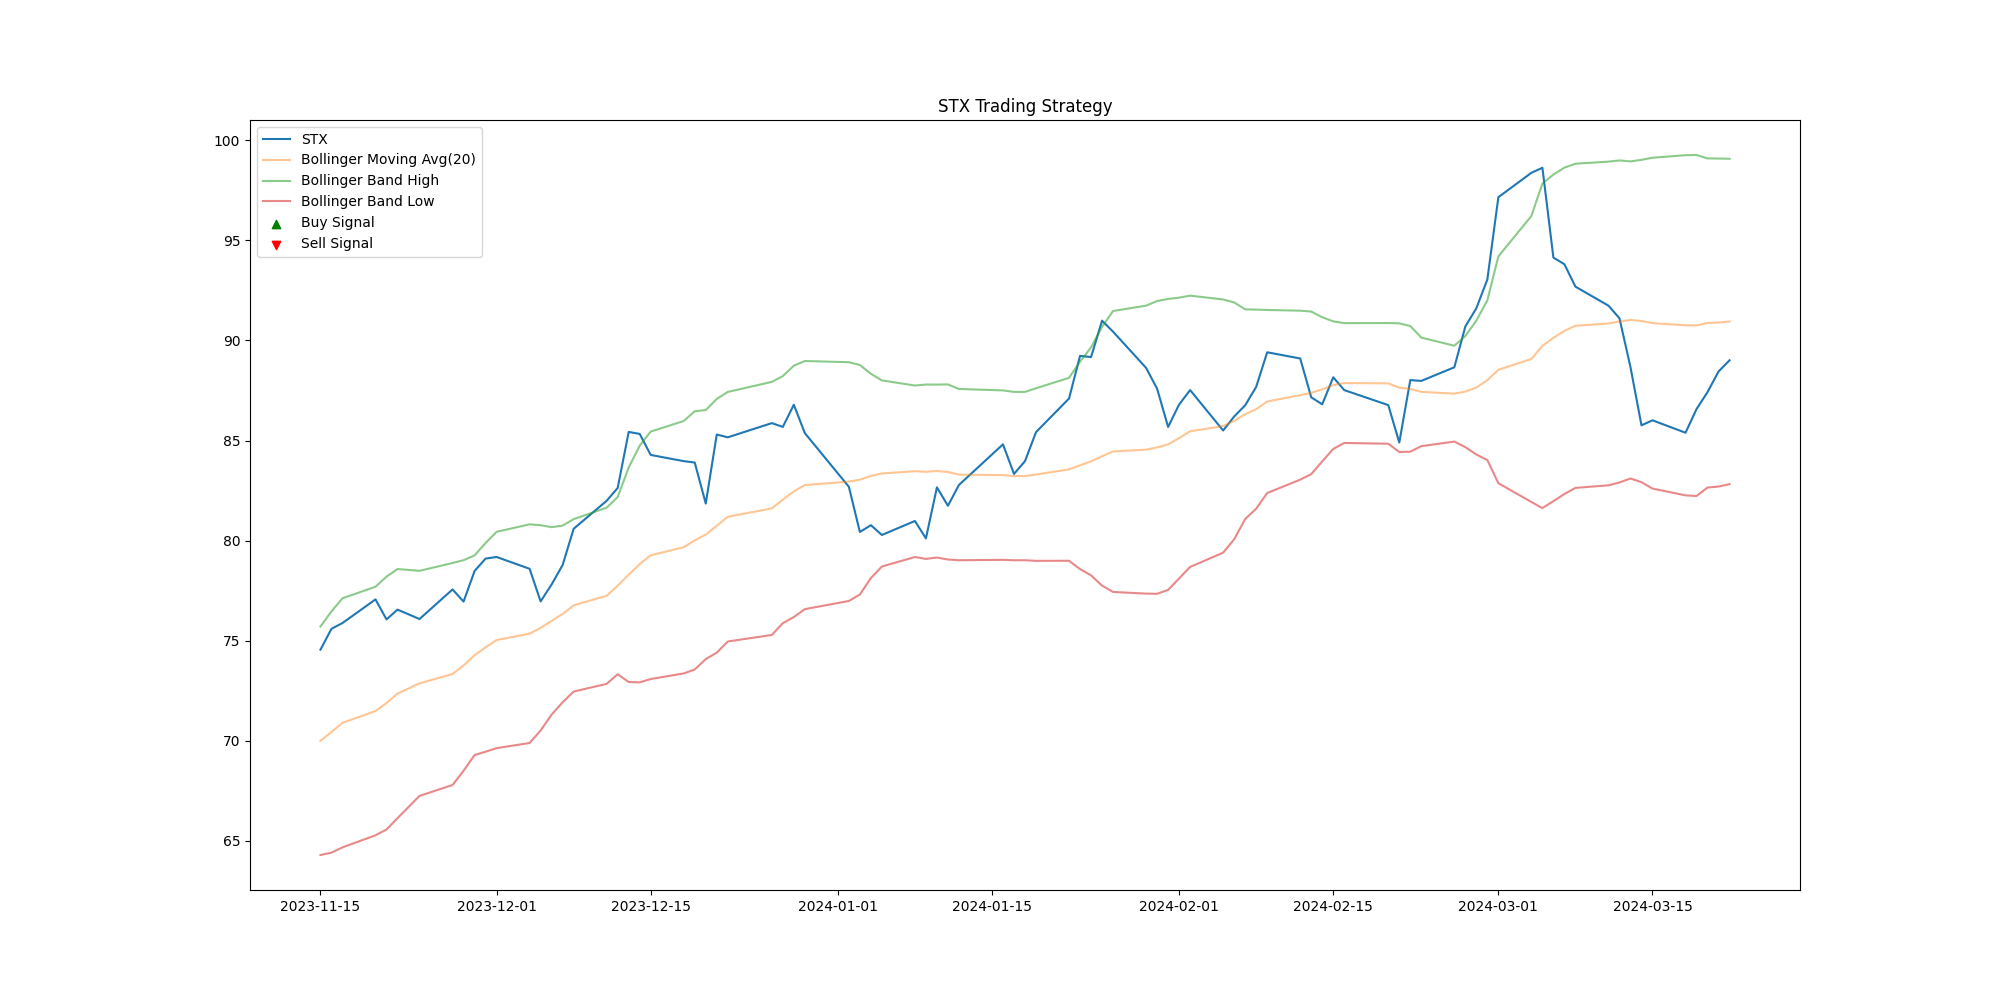 STX Trading Strategy
STX
Bollinger Moving Avg(20)
Bollinger Band High
Bollinger Band Low
Buy Signal
Sell Signal
100
95
90
85
80
75
70
65
2023-11-15 2023-12-01 2023-12-15 2024-01-01 2024-01-15 2024-02-01 2024-02-15 2024-03-01 2024-03-15